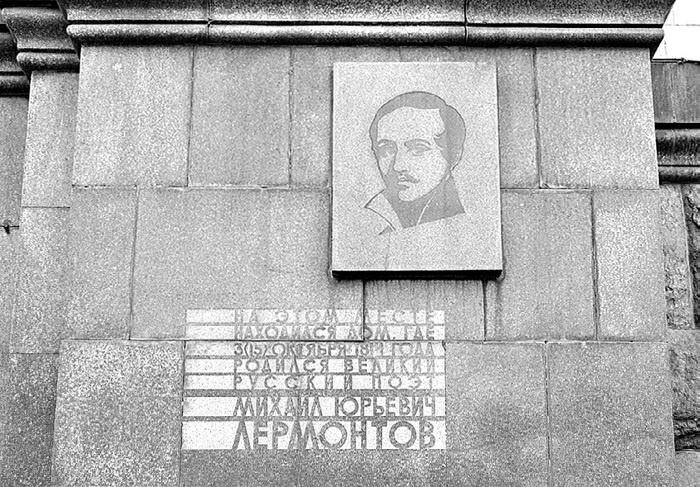 НА ЭТОМ МЕСТЕ
НАХОДИЛСЯ ДОМ, ГДЕ
3(15) ОКТЯБРЯ 1814 ГОДА
РОДИЛСЯ ВЕЛИКИЙ
РУССКИЙ ПОЭТ
МИХАИЛ ЮРЬЕВИЧ
ЛЕРМОНТОВ